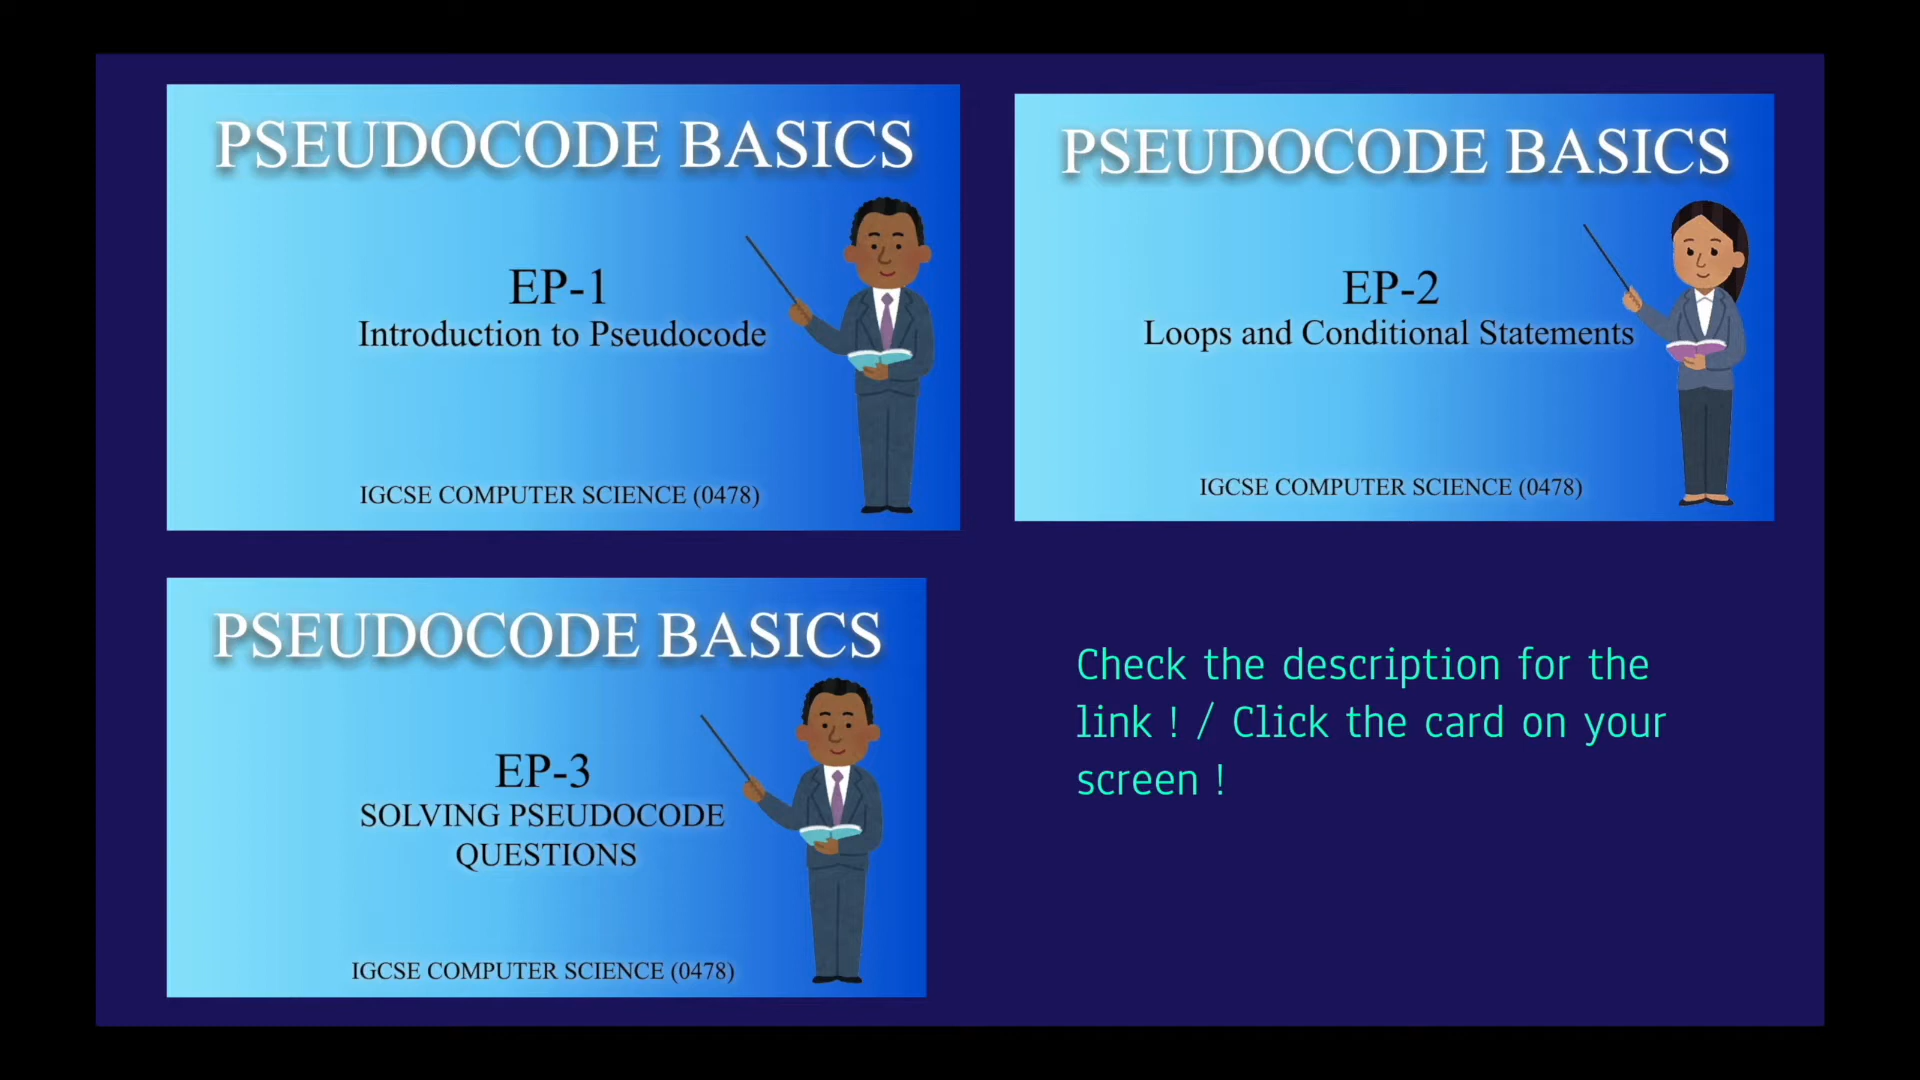 PSEUDOCODE BASICS
EP-1
Introduction to Pseudocode
IGCSE COMPUTER SCIENCE (0478)
PSEUDOCODE BASICS
EP-2
Loops and Conditional Statements
IGCSE COMPUTER SCIENCE (0478)
PSEUDOCODE BASICS
EP-3
SOLVING PSEUDOCODE
QUESTIONS
IGCSE COMPUTER SCIENCE (0478)
Check the description for the
link ! / Click the card on your
screen !